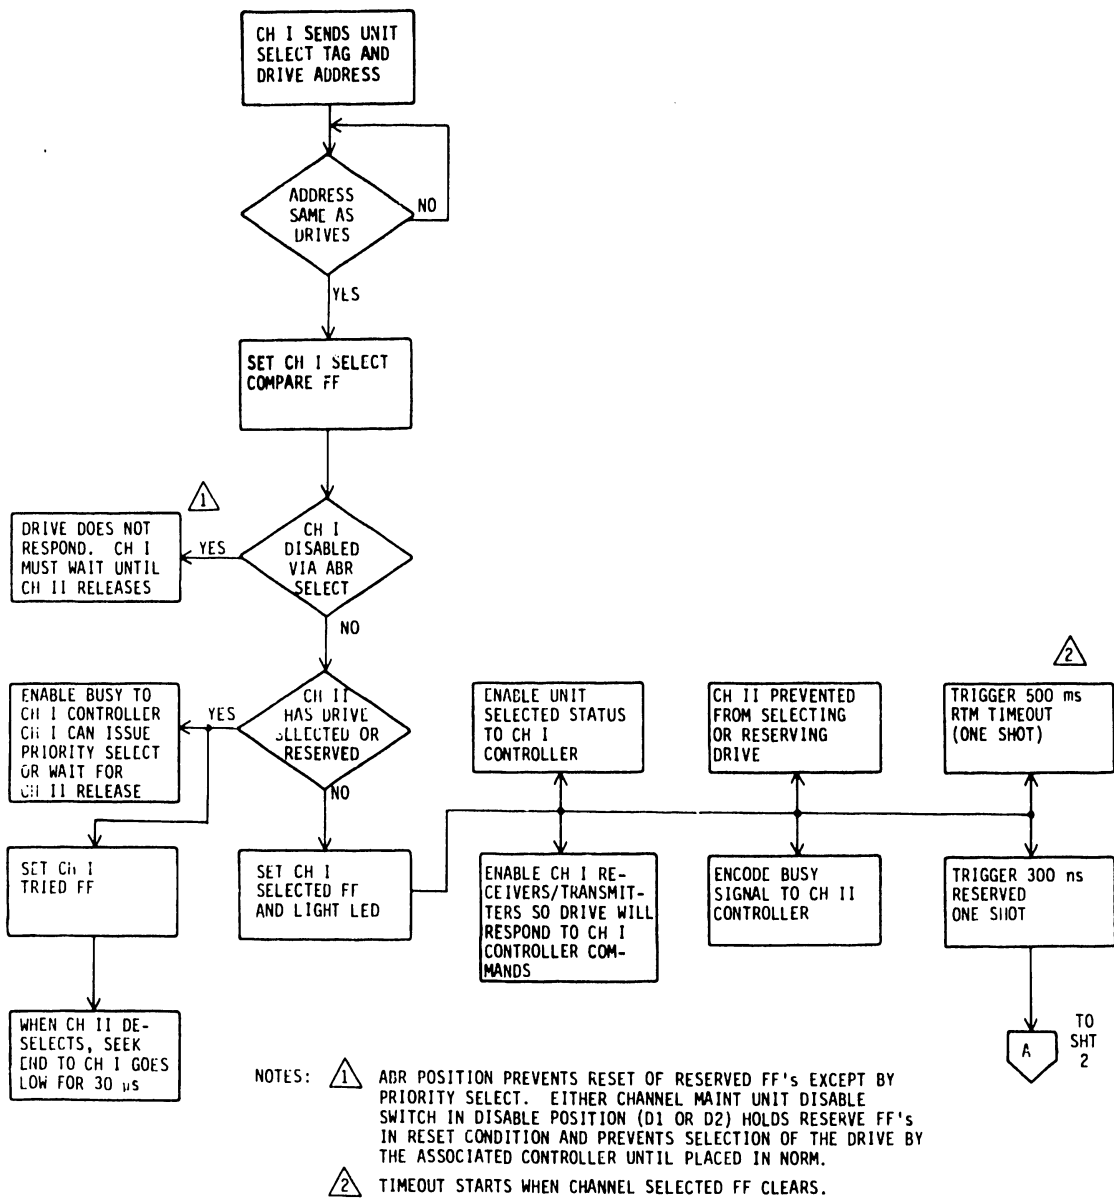 CH I SENDS UNIT
SELECT TAG AND
DRIVE ADDRESS
ADDRESS
SAME AS
DRIVES
NO
YES
SET CH I SELECT
COMPARE FF
1
DRIVE DOES NOT
RESPOND. CH I
MUST WAIT UNTIL
CH II RELEASES
YES
CH I
DISABLED
VIA ABR
SELECT
NO
ENABLE BUSY TO
CH I CONTROLLER
CH I CAN ISSUE
PRIORITY SELECT
OR WAIT FOR
CH II RELEASE
YES
CH II
HAS DRIVE
SELECTED OR
RESERVED
NO
ENABLE UNIT
SELECTED STATUS
TO CH I
CONTROLLER
CH II PREVENTED
FROM SELECTING
OR RESERVING
DRIVE
2
TRIGGER 500 ms
RTM TIMEOUT
(ONE SHOT)
SET CH I
TRIED FF
SET CH I
SELECTED FF
AND LIGHT LED
ENABLE CH I RE-
CEIVERS/TRANSMIT-
TERS SO DRIVE WILL
RESPOND TO CH I
CONTROLLER COM-
MANDS
ENCODE BUSY
SIGNAL TO CH II
CONTROLLER
TRIGGER 300 ns
RESERVED
ONE SHOT
WHEN CH II DE-
SELECTS, SEEK
END TO CH I GOES
LOW FOR 30 µs
A
TO
SHT
2
NOTES: 1 ABR POSITION PREVENTS RESET OF RESERVED FF's EXCEPT BY
PRIORITY SELECT. EITHER CHANNEL MAINT UNIT DISABLE
SWITCH IN DISABLE POSITION (D1 OR D2) HOLDS RESERVE FF's
IN RESET CONDITION AND PREVENTS SELECTION OF THE DRIVE BY
THE ASSOCIATED CONTROLLER UNTIL PLACED IN NORM.
2 TIMEOUT STARTS WHEN CHANNEL SELECTED FF CLEARS.